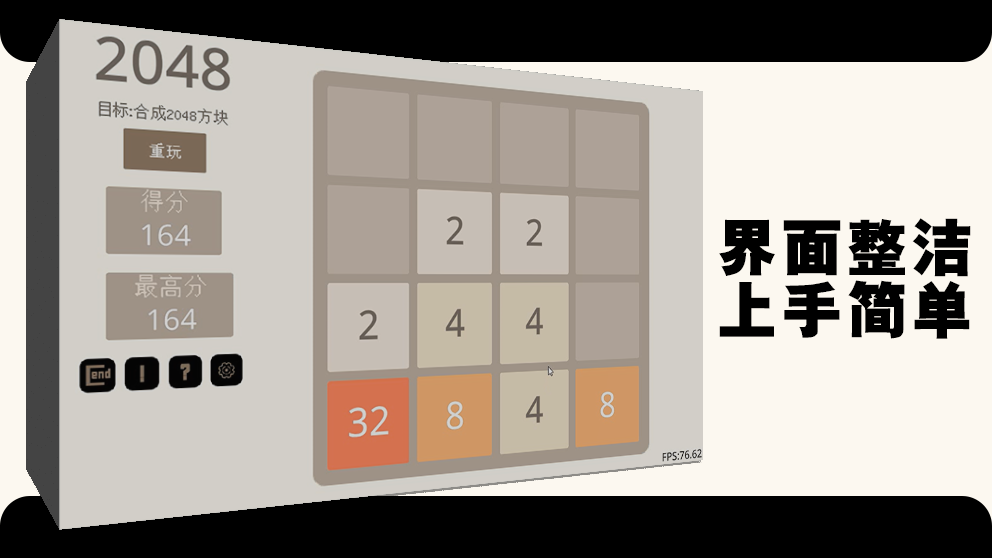 2048
目标:合成2048方块
重玩
得分
164
最高分
164
End
I
?
2 2
2 4 4
32 8 4 8
FPS:76.62
界面整洁
上手简单